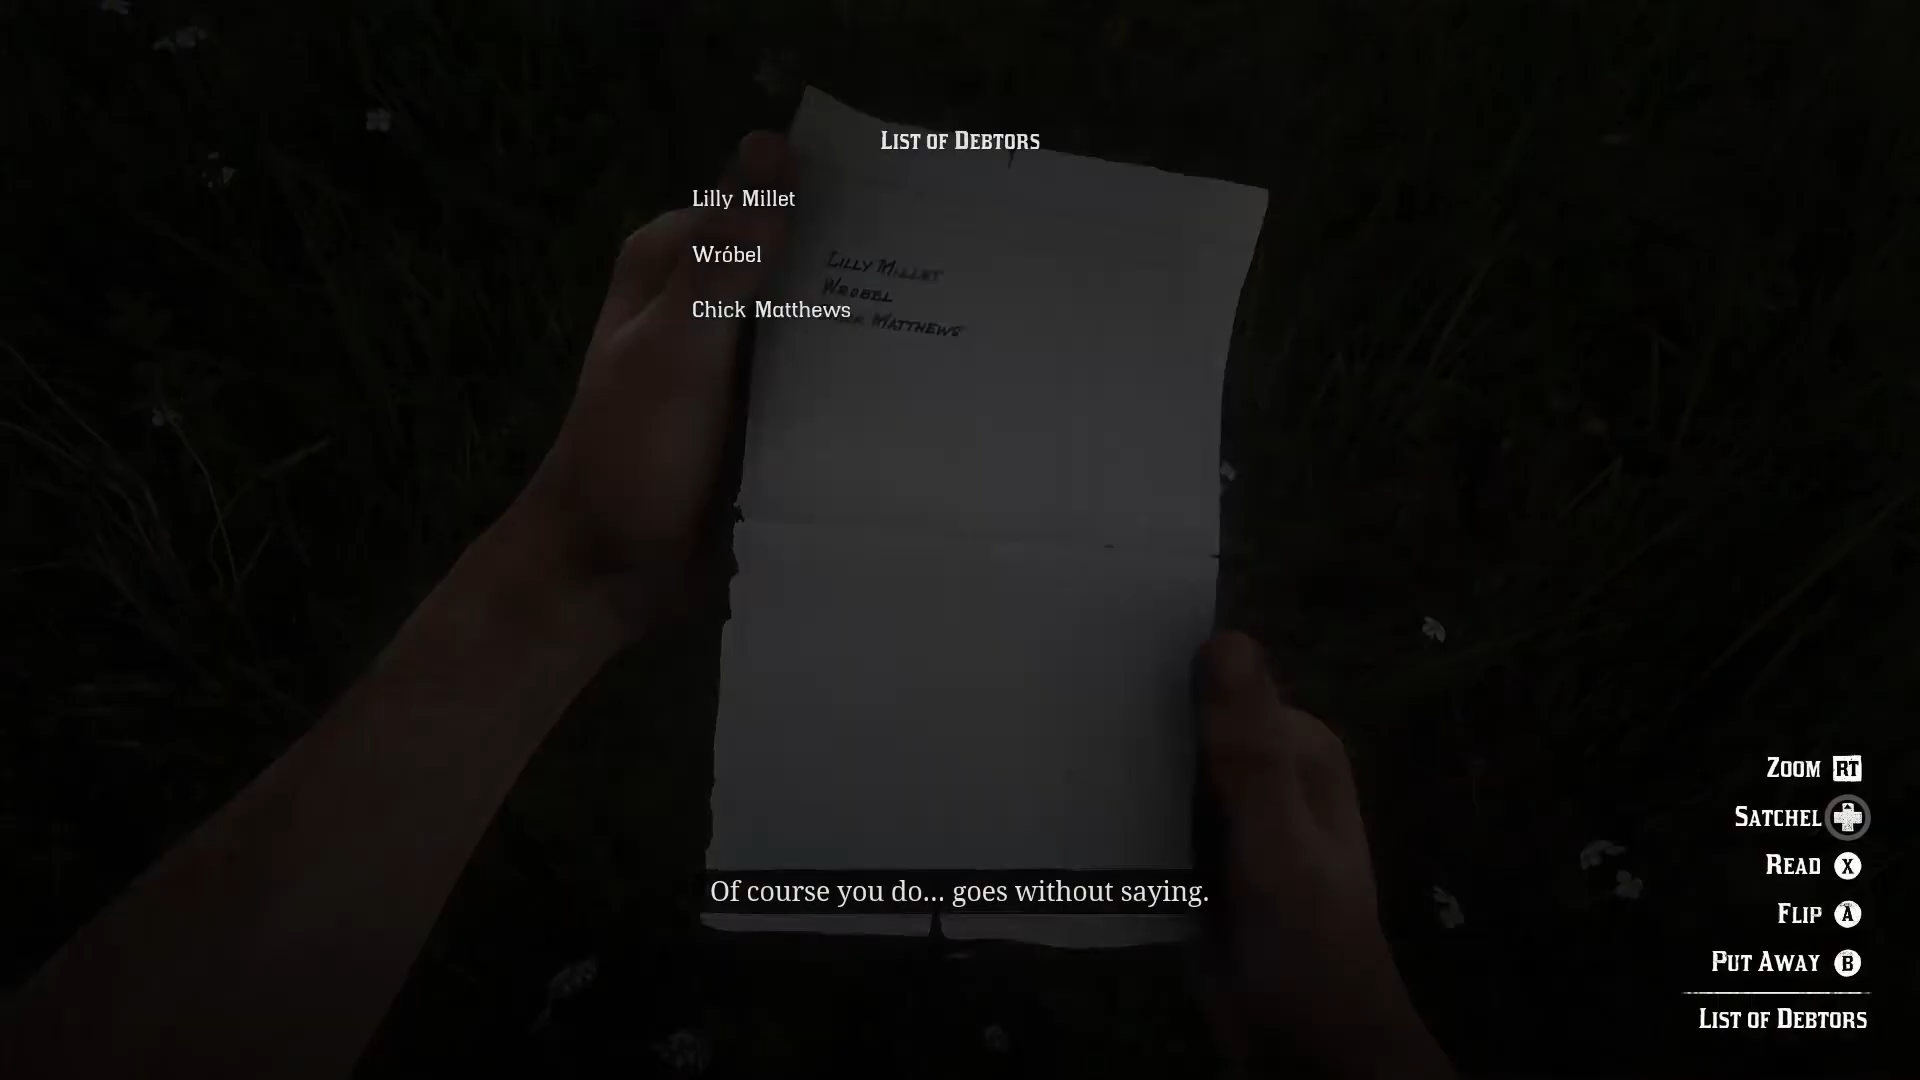 List of Debtors
Lilly Millet
Wróbel
Chick Matthews
Lilly Millet
Wrobel
Matthews
Of course you do... goes without saying.
Zoom RT
Satchel
Read X
Flip A
Put Away B
List of Debtors